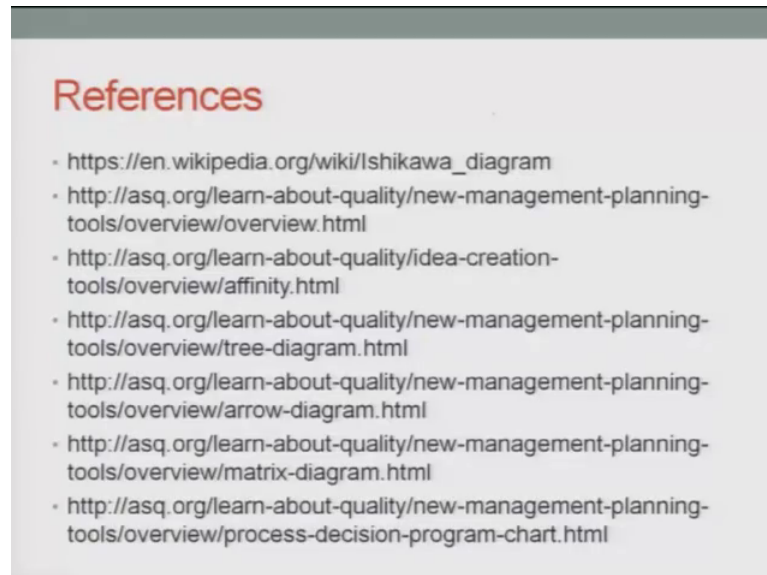 References
• https://en.wikipedia.org/wiki/Ishikawa_diagram
• http://asq.org/learn-about-quality/new-management-planning-
tools/overview/overview.html
• http://asq.org/learn-about-quality/idea-creation-
tools/overview/affinity.html
• http://asq.org/learn-about-quality/new-management-planning-
tools/overview/tree-diagram.html
• http://asq.org/learn-about-quality/new-management-planning-
tools/overview/arrow-diagram.html
• http://asq.org/learn-about-quality/new-management-planning-
tools/overview/matrix-diagram.html
• http://asq.org/learn-about-quality/new-management-planning-
tools/overview/process-decision-program-chart.html